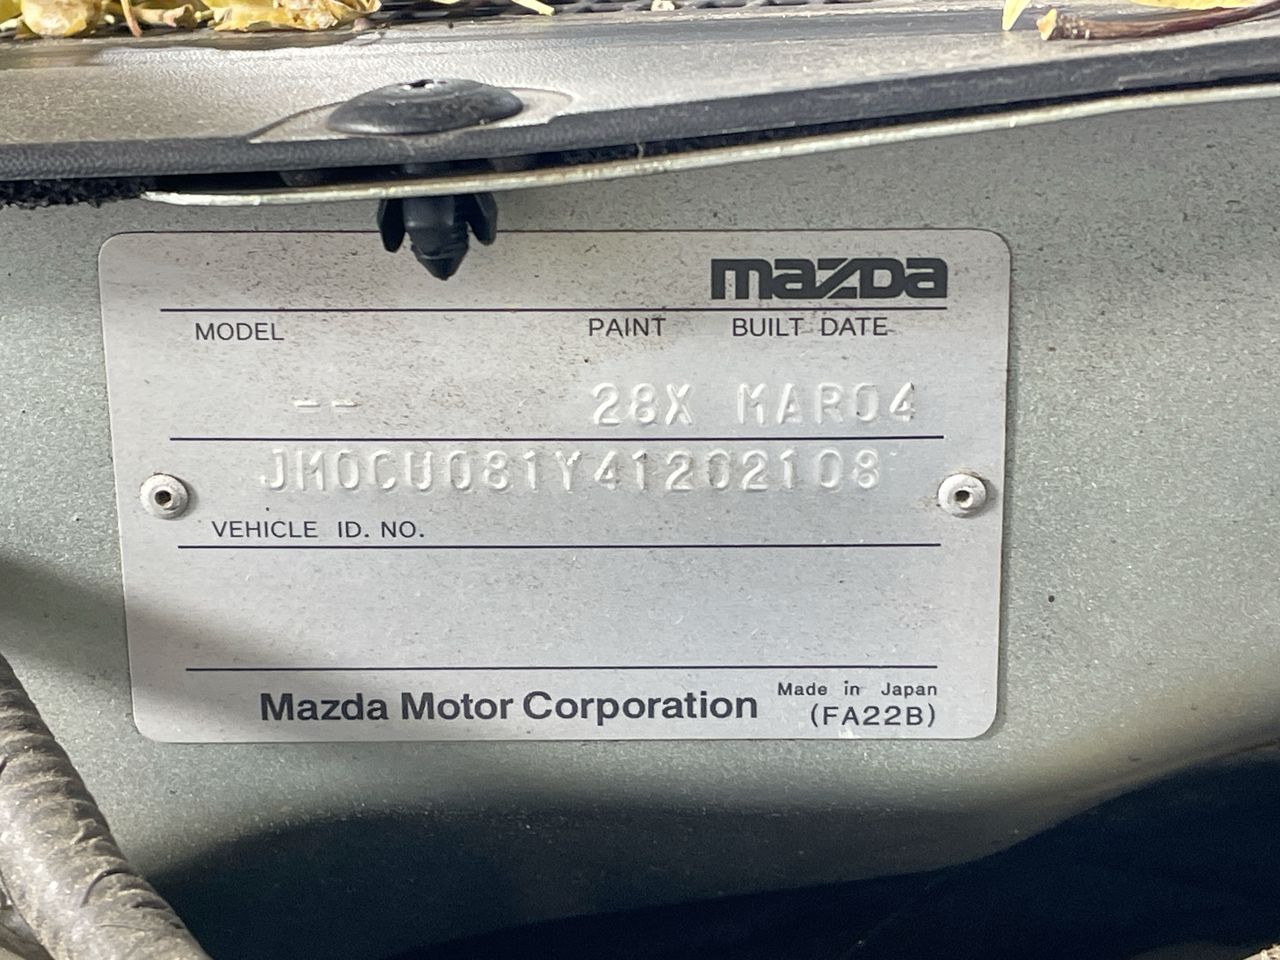 mazda
MODEL PAINT BUILT DATE
-- 28X MAR04
JM0CU081Y41202108
VEHICLE ID. NO.
Mazda Motor Corporation Made in Japan
(FA22B)